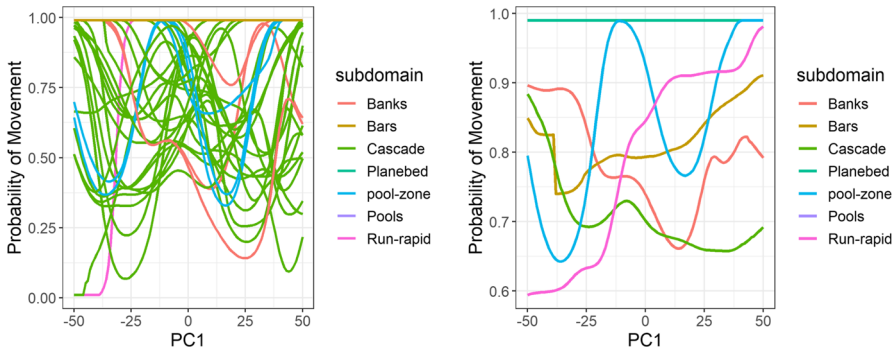 Probability of Movement
1.00
0.75
0.50
0.25
0.00
-50
-25
0
25
50
PC1
subdomain
Banks
Bars
Cascade
Planebed
pool-zone
Pools
Run-rapid
Probability of Movement
1.0
0.9
0.8
0.7
0.6
-50
-25
0
25
50
PC1
subdomain
Banks
Bars
Cascade
Planebed
pool-zone
Pools
Run-rapid